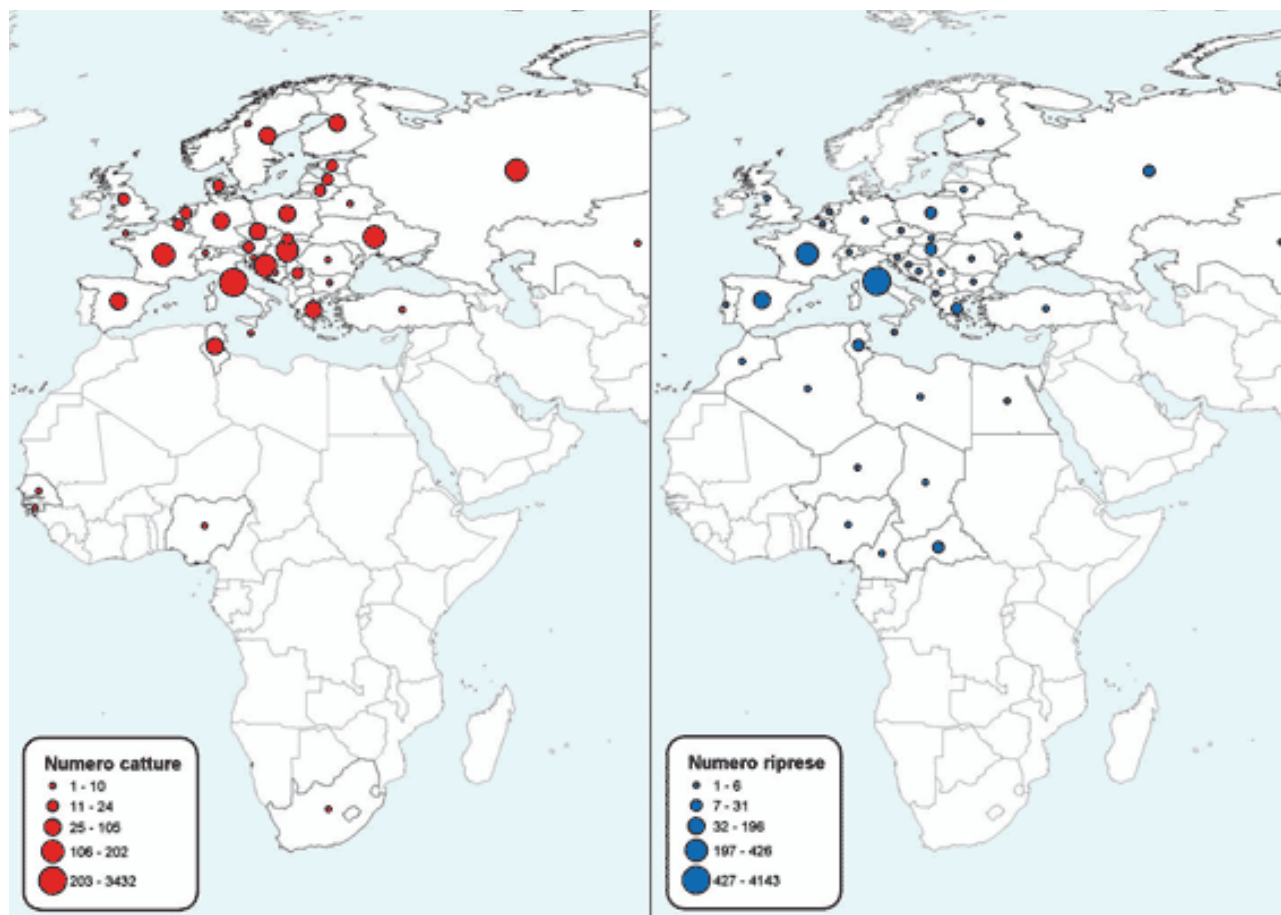 Numero catture
1 - 10
11 - 24
25 - 105
106 - 202
203 - 3432
Numero riprese
1 - 6
7 - 31
32 - 196
197 - 426
427 - 4143